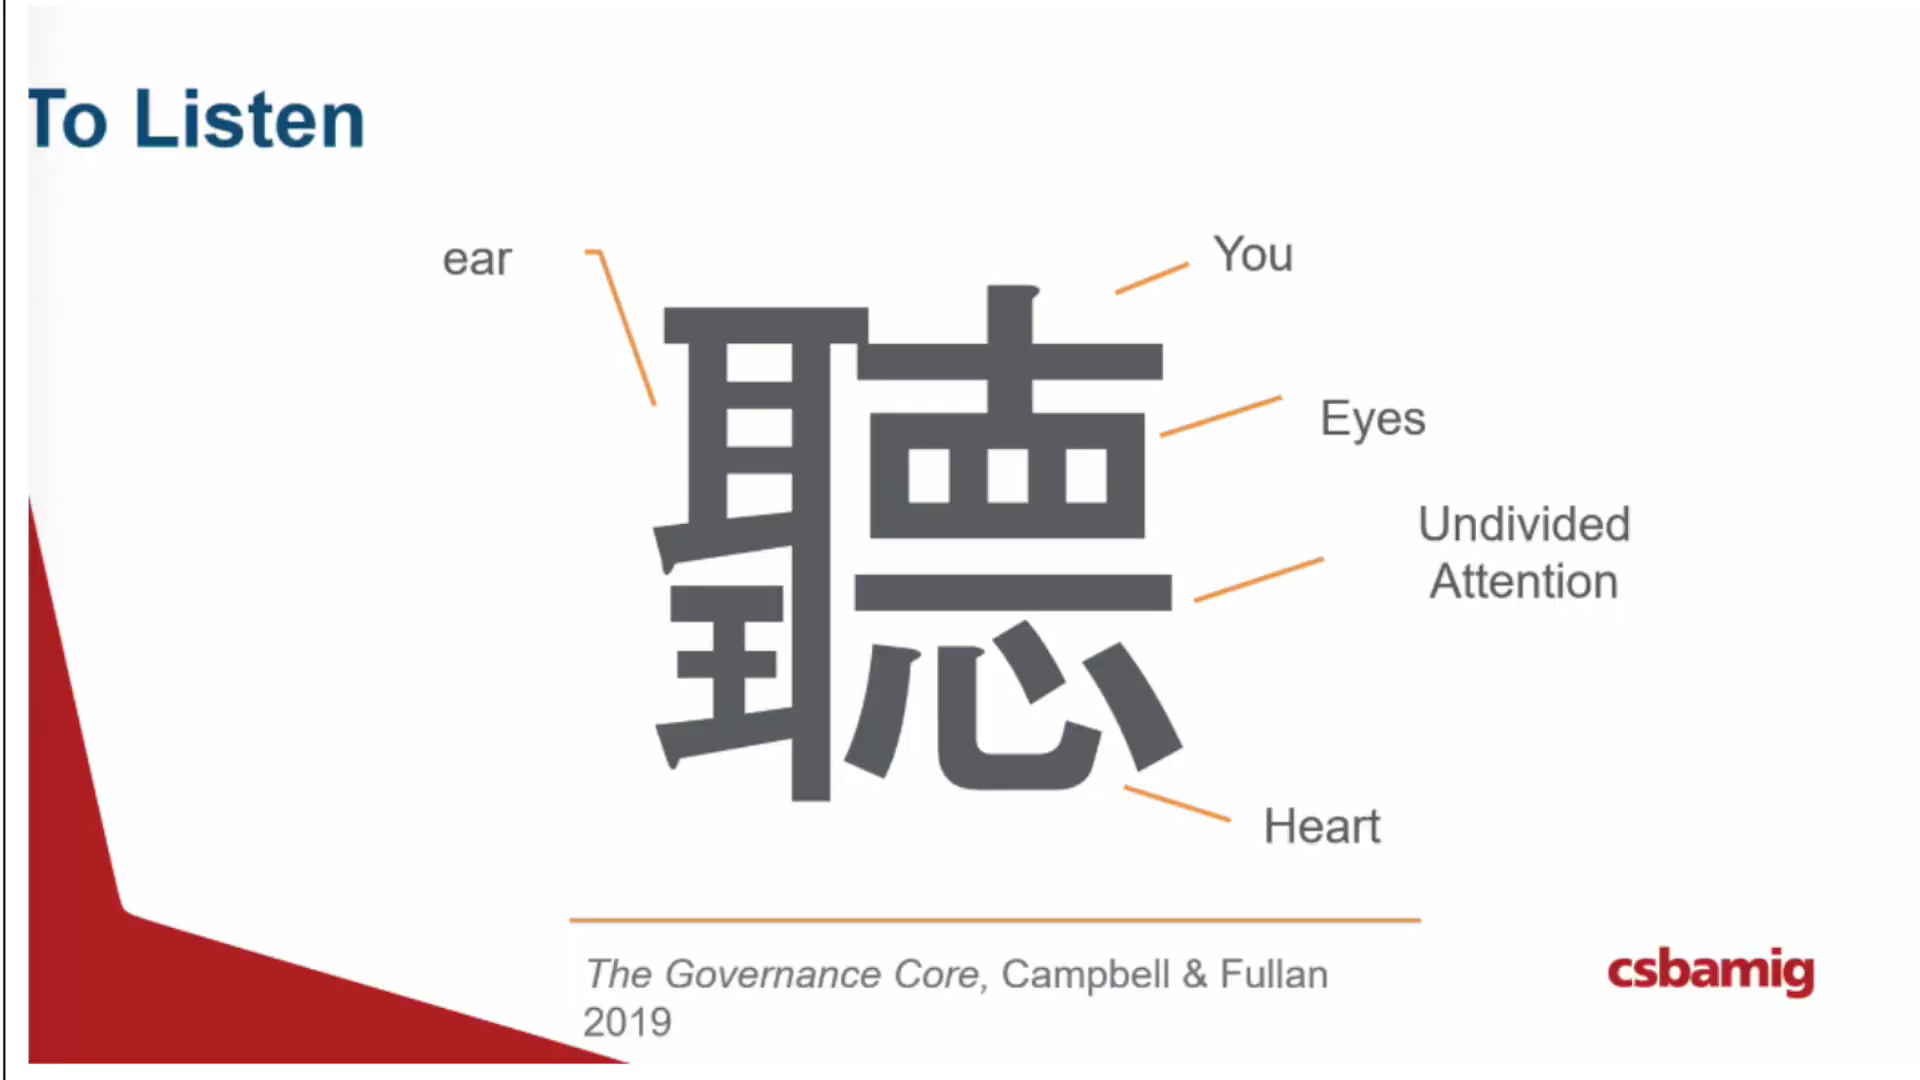 To Listen
ear
You
聽
Eyes
Undivided
Attention
Heart
The Governance Core, Campbell & Fullan
2019
csbamig